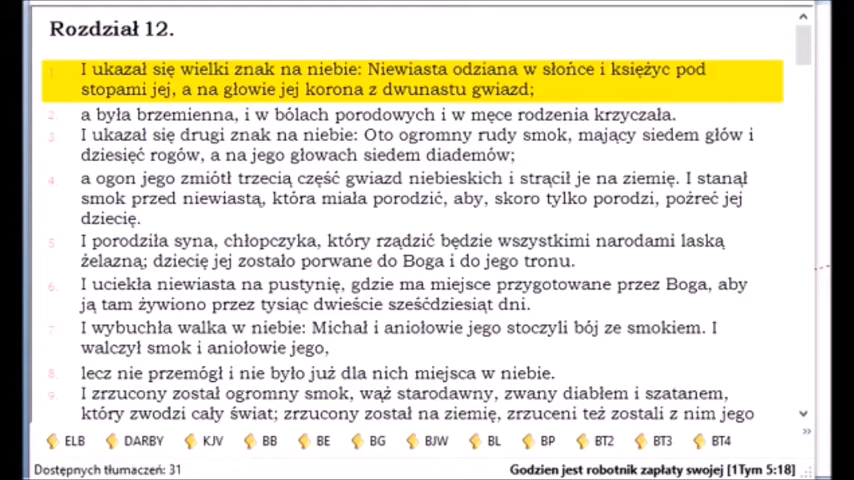 Rozdział 12.
1. I ukazał się wielki znak na niebie: Niewiasta odziana w słońce i księżyc pod
stopami jej, a na głowie jej korona z dwunastu gwiazd;
2. a była brzemienna, i w bólach porodowych i w męce rodzenia krzyczała.
3. I ukazał się drugi znak na niebie: Oto ogromny rudy smok, mający siedem głów i
dziesięć rogów, a na jego głowach siedem diademów;
4. a ogon jego zmiótł trzecią część gwiazd niebieskich i strącił je na ziemię. I stanął
smok przed niewiastą, która miała porodzić, aby, skoro tylko porodzi, pożreć jej
dziecię.
5. I porodziła syna, chłopczyka, który rządzić będzie wszystkimi narodami laską
żelazną; dziecię jej zostało porwane do Boga i do jego tronu.
6. I uciekła niewiasta na pustynię, gdzie ma miejsce przygotowane przez Boga, aby
ją tam żywiono przez tysiąc dwieście sześćdziesiąt dni.
7. I wybuchła walka w niebie: Michał i aniołowie jego stoczyli bój ze smokiem. I
walczył smok i aniołowie jego,
8. lecz nie przemógł i nie było już dla nich miejsca w niebie.
9. I zrzucony został ogromny smok, wąż starodawny, zwany diabłem i szatanem,
który zwodzi cały świat; zrzucony został na ziemię, zrzuceni też zostali z nim jego
ELB DARBY KJV BB BE BG BJW BL BP BT2 BT3 BT4 »
Dostępnych tłumaczeń: 31 Godzien jest robotnik zapłaty swojej [1Tym 5:18]